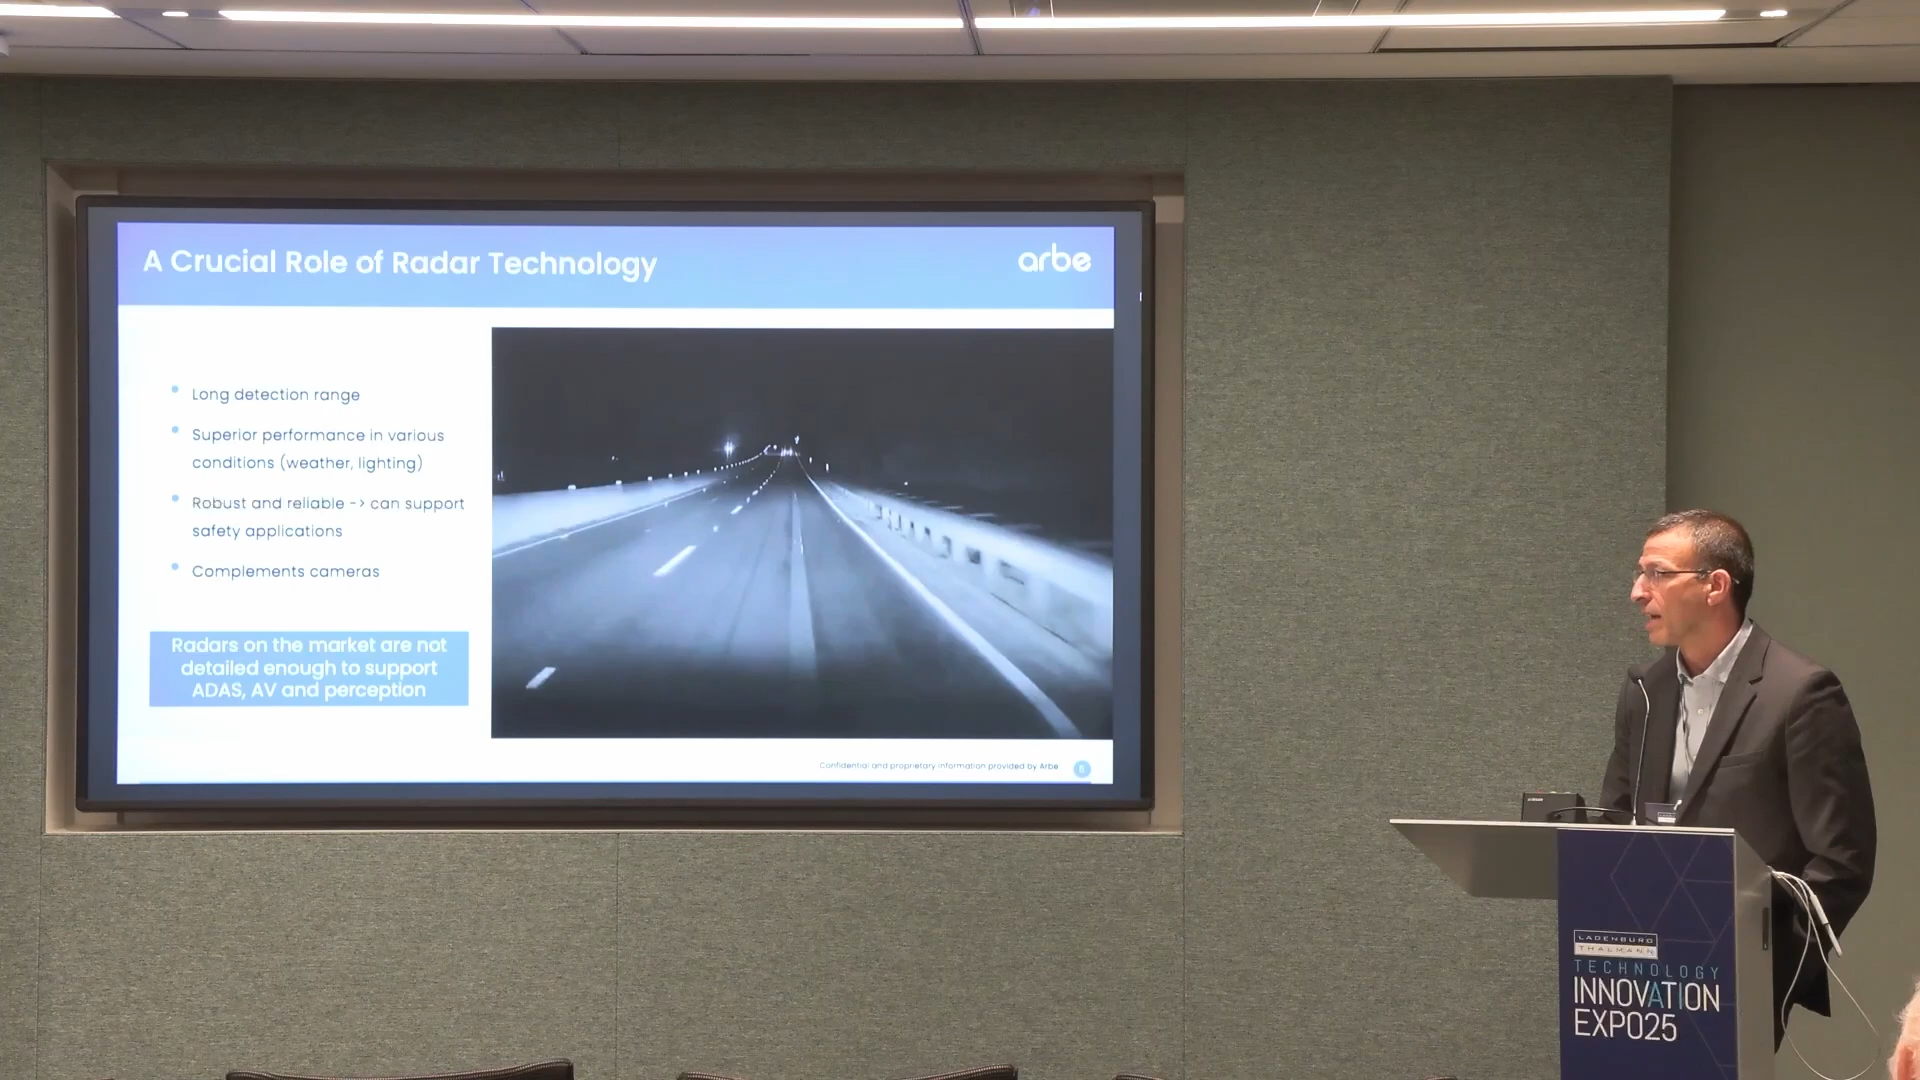 A Crucial Role of Radar Technology
arbe
Long detection range
Superior performance in various
conditions (weather, lighting)
Robust and reliable -> can support
safety applications
Complements cameras
Radars on the market are not
detailed enough to support
ADAS, AV and perception
Confidential and proprietary information provided by Arbe
LADENBURG
THALMANN
TECHNOLOGY
INNOVATION
EXPO25